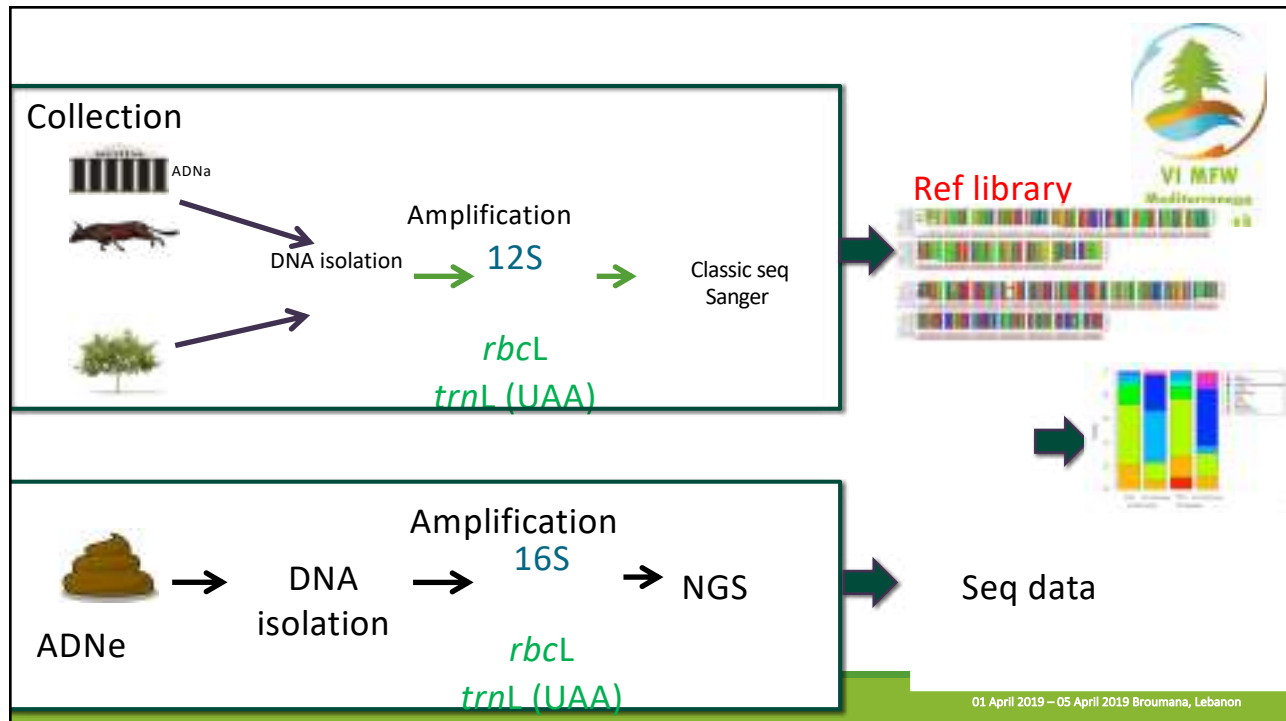 Collection
ADNa
DNA isolation
Amplification
12S
rbcL
trnL (UAA)
Classic seq
Sanger
Ref library
VI MFW
Mediterranean
ADNe
DNA
isolation
Amplification
16S
rbcL
trnL (UAA)
NGS
Seq data
01 April 2019 – 05 April 2019 Broumana, Lebanon